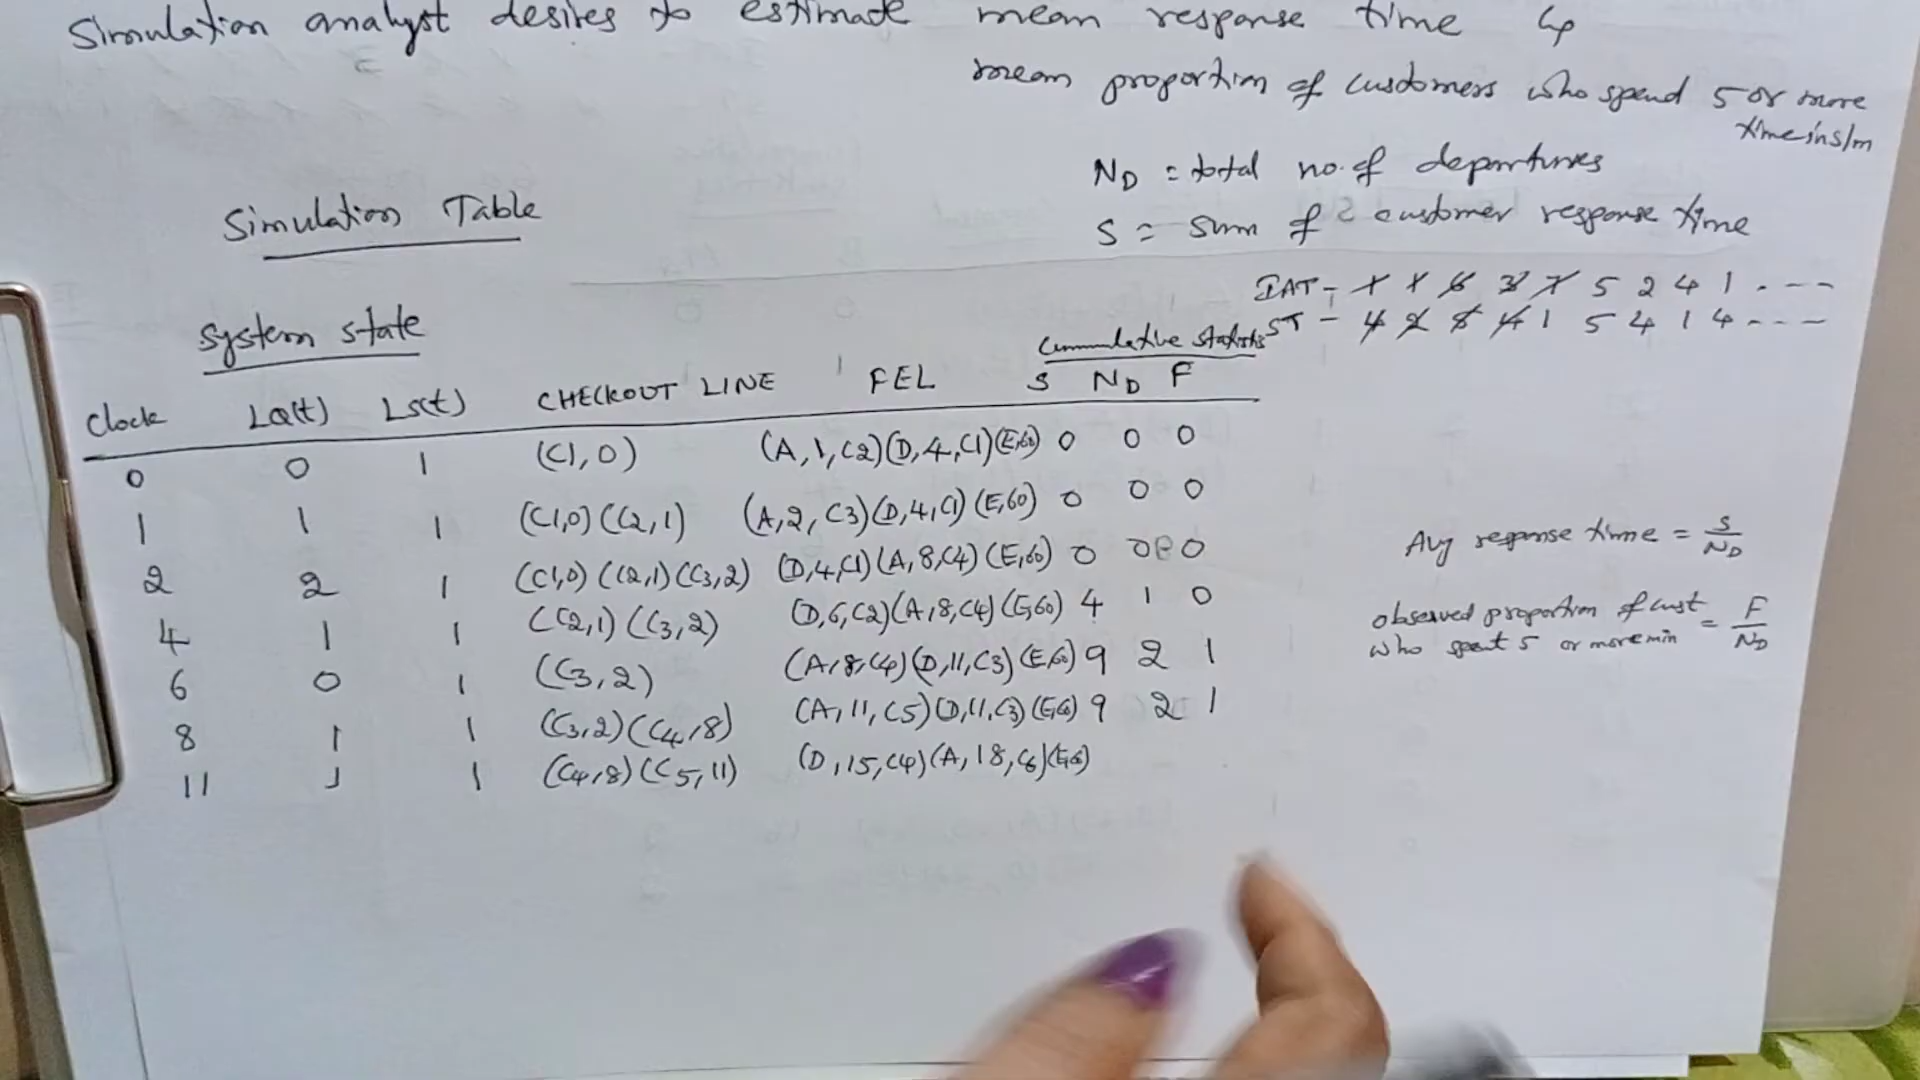 Simulation analyst desires to estimate mean response time &
mean proportion of customers who spend 5 or more
time in s/m
ND = total no. of departures
S = Sum of customer response time
Simulation Table
IAT - 1 1 6 3 7 5 2 4 1 . - - -
ST - 4 2 5 4 1 5 4 1 4 - - - -
System state
Cummulative Statistics
Clock LQ(t) LS(t) CHECKOUT LINE FEL S ND F
0 0 1 (C1,0) (A,1,C2)(D,4,C1)(E,60) 0 0 0
1 1 1 (C1,0)(C2,1) (A,2,C3)(D,4,C1)(E,60) 0 0 0
2 2 1 (C1,0)(C2,1)(C3,2) (D,4,C1)(A,8,C4)(E,60) 0 0 0
4 1 1 (C2,1)(C3,2) (D,6,C2)(A,8,C4)(E,60) 4 1 0
6 0 1 (C3,2) (A,8,C4)(D,11,C3)(E,60) 9 2 1
8 1 1 (C3,2)(C4,8) (A,11,C5)(D,11,C3)(E,60) 9 2 1
11 1 1 (C4,8)(C5,11) (D,15,C4)(A,18,C6)(E,60)
Avg response time = S/ND
observed proportion of cust
who spent 5 or more min = F/ND